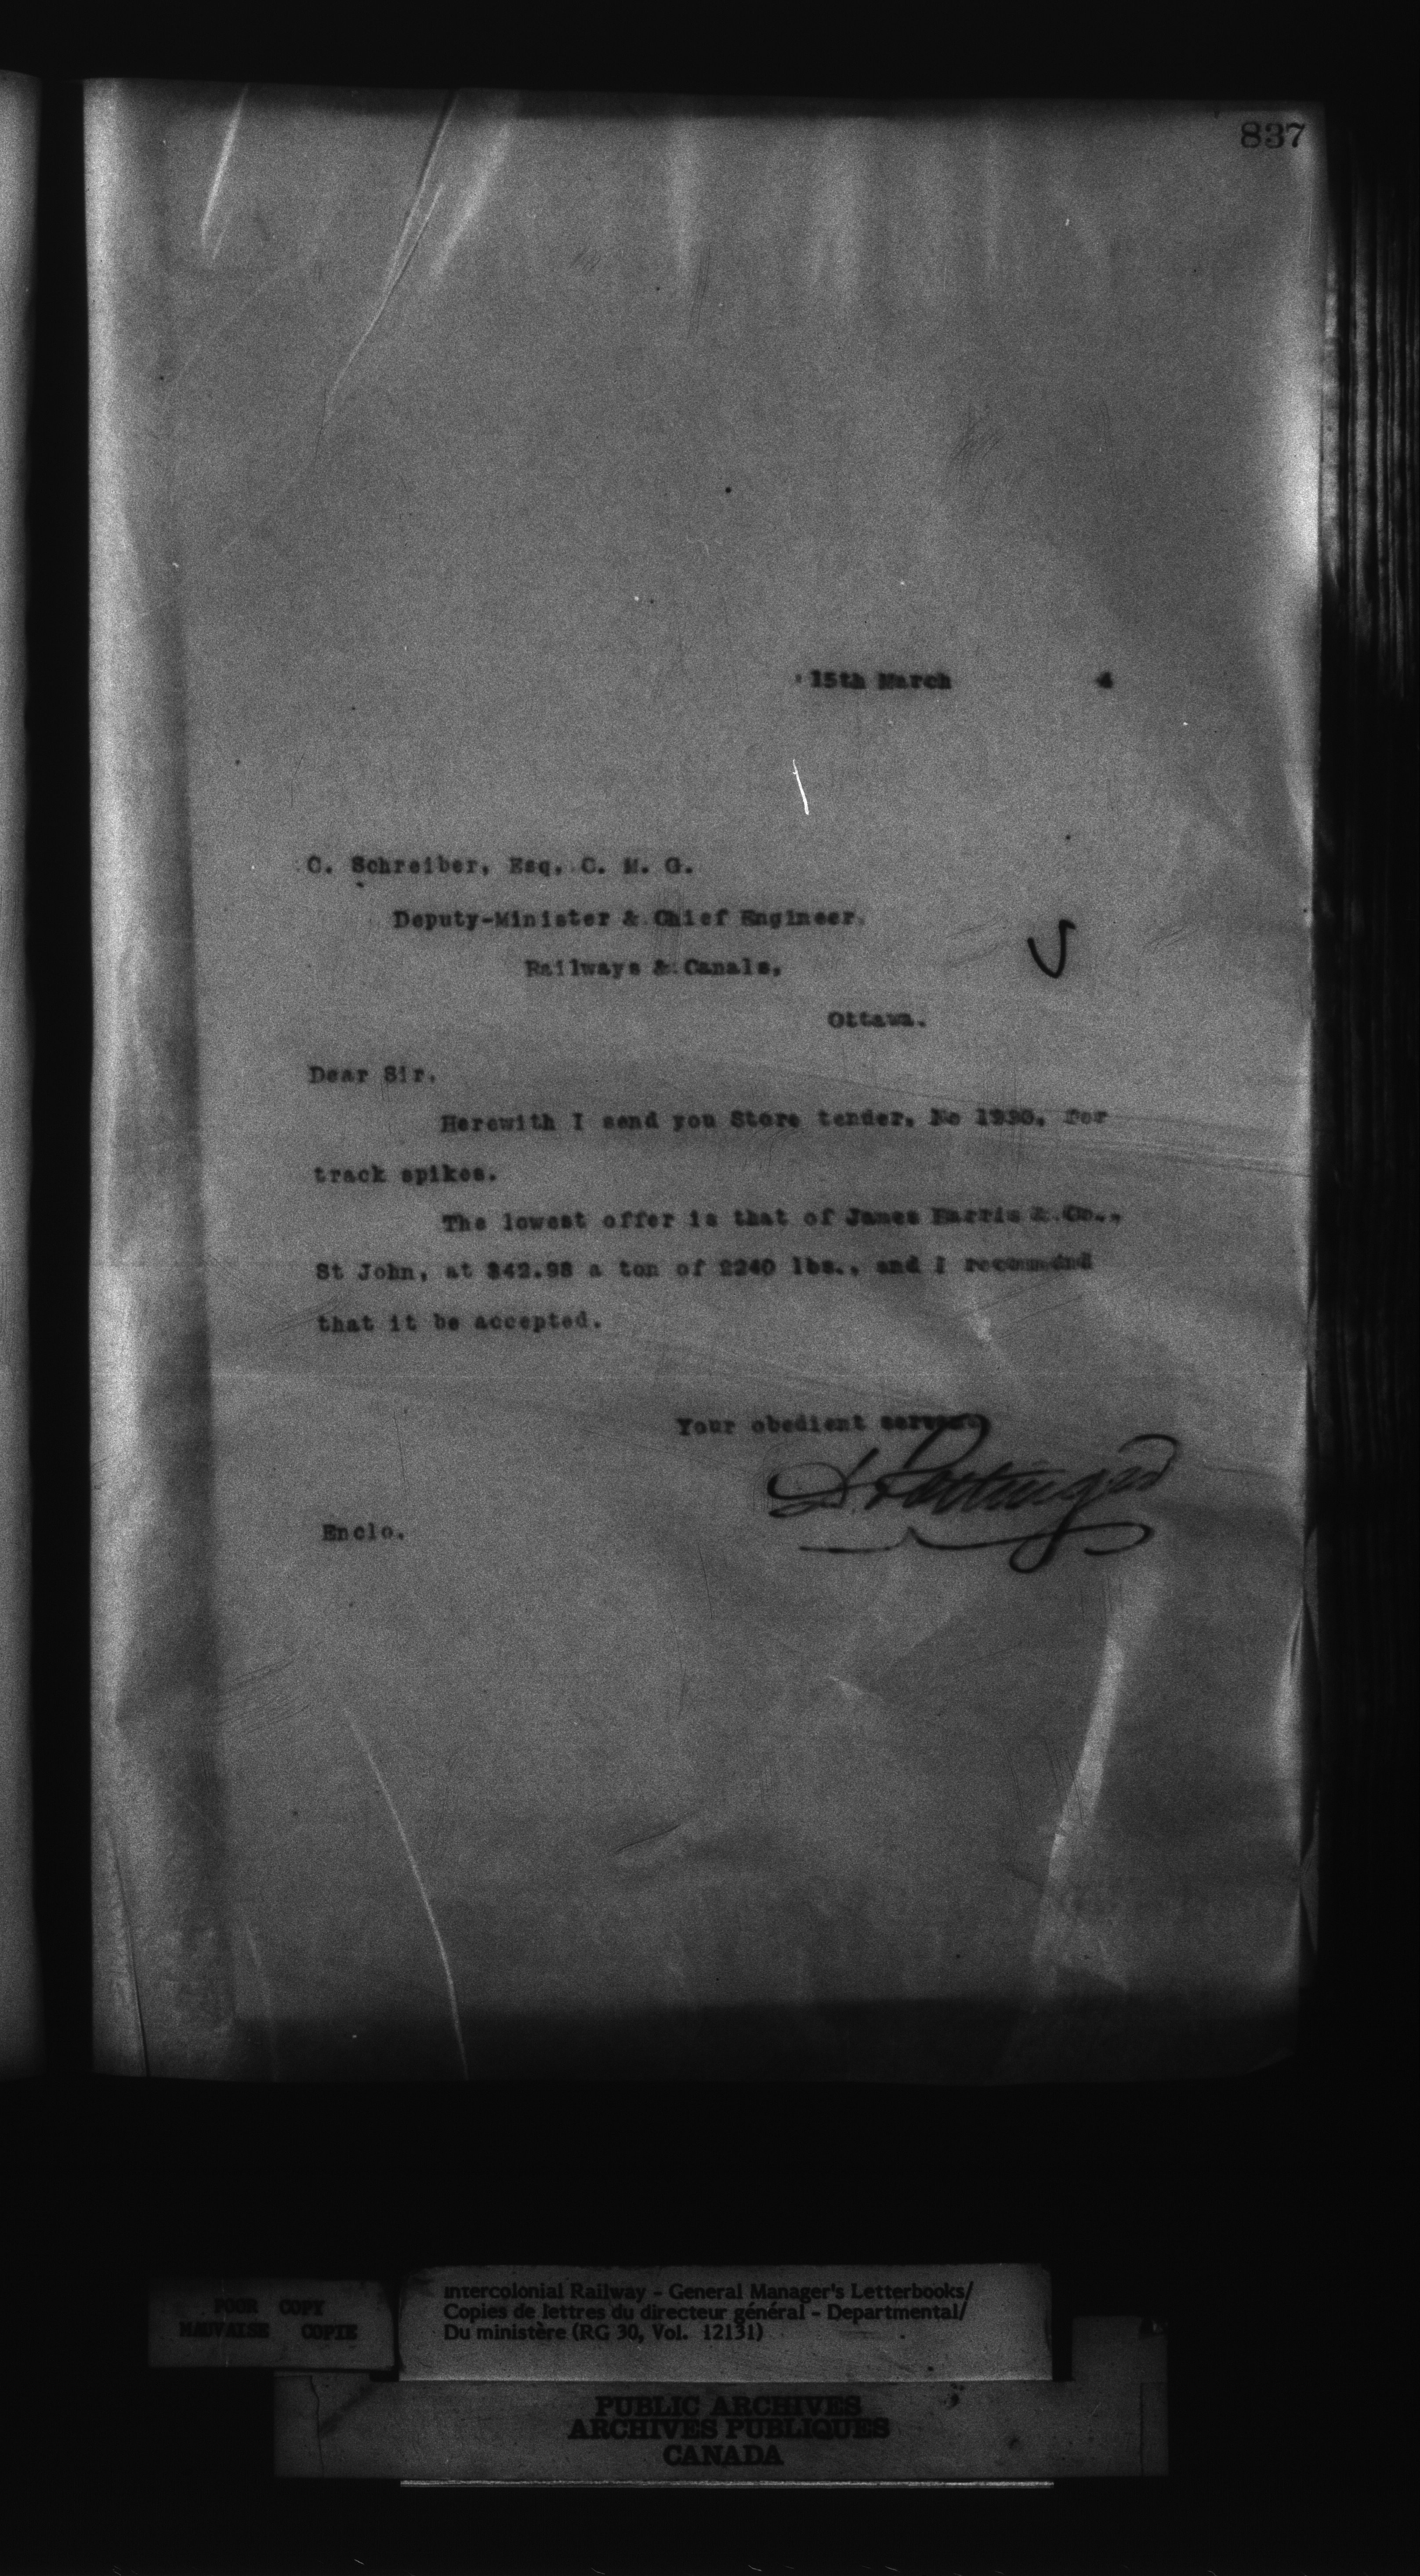 837
15th March 4
C. Schreiber, Esq, C. M. G.
Deputy-Minister & Chief Engineer,
Railways & Canals,
Ottawa.
Dear Sir,
Herewith I send you Store tender, No 1930, for
track spikes.
The lowest offer is that of James Harris & Co.,
St John, at $42.98 a ton of 2240 lbs., and I recommend
that it be accepted.
Your obedient servant
D. Pottinger
Enclo.
POOR COPY
MAUVAISE COPIE
Intercolonial Railway - General Manager's Letterbooks/
Copies de lettres du directeur général - Departmental/
Du ministère (RG 30, Vol. 12131)
PUBLIC ARCHIVES
ARCHIVES PUBLIQUES
CANADA